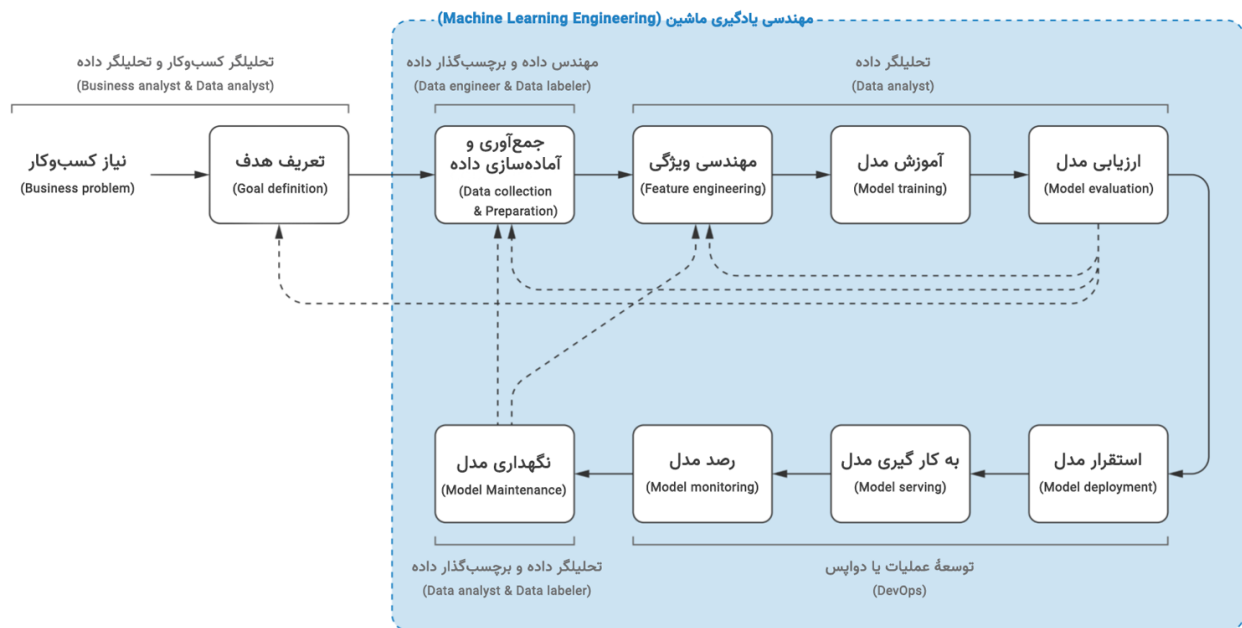 مهندسی یادگیری ماشین (Machine Learning Engineering)
تحلیلگر کسب‌وکار و تحلیلگر داده
(Business analyst & Data analyst)
مهندس داده و برچسب‌گذار داده
(Data engineer & Data labeler)
تحلیلگر داده
(Data analyst)
نیاز کسب‌وکار
(Business problem)
تعریف هدف
(Goal definition)
جمع‌آوری و
آماده‌سازی داده
(Data collection
& Preparation)
مهندسی ویژگی
(Feature engineering)
آموزش مدل
(Model training)
ارزیابی مدل
(Model evaluation)
استقرار مدل
(Model deployment)
به کار گیری مدل
(Model serving)
رصد مدل
(Model monitoring)
نگهداری مدل
(Model Maintenance)
تحلیلگر داده و برچسب‌گذار داده
(Data analyst & Data labeler)
توسعهٔ عملیات یا دواپس
(DevOps)